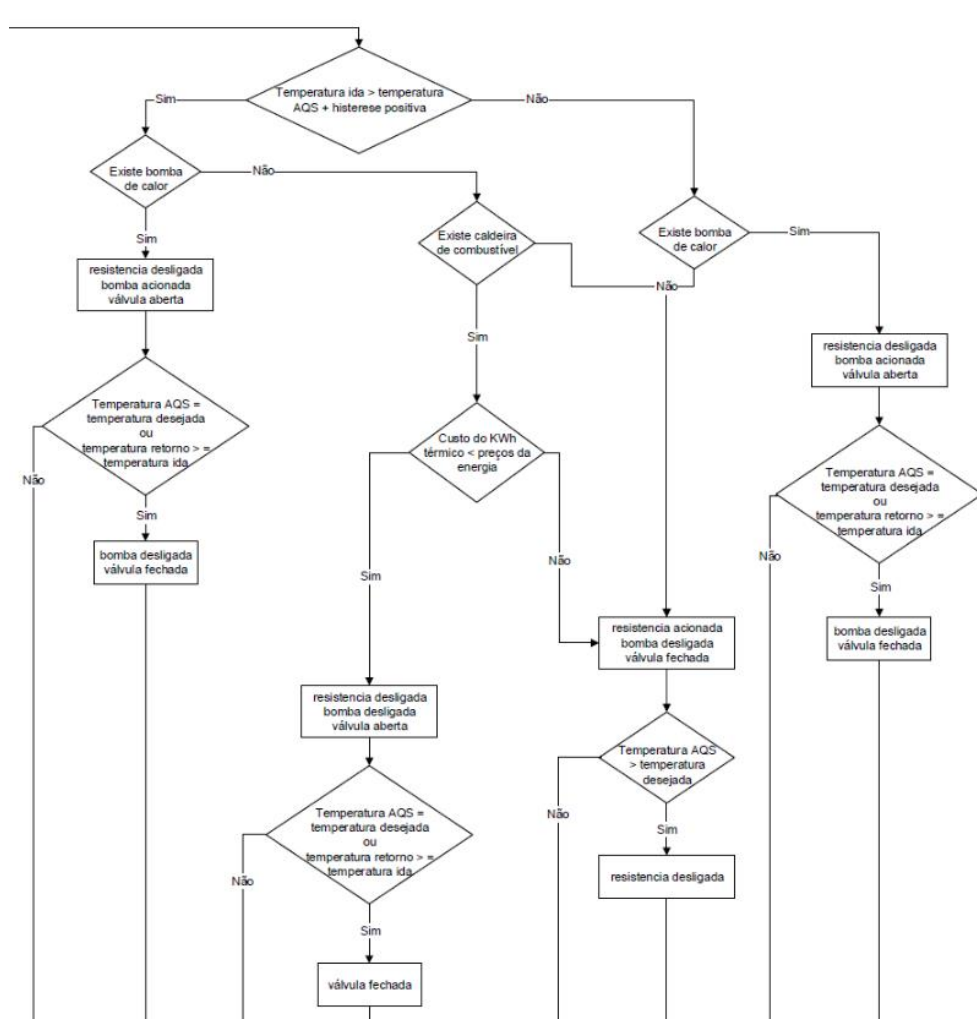 Temperatura ida > temperatura
AQS + histerese positiva
Sim
Não
Existe bomba
de calor
Não
Sim
Existe caldeira
de combustível
Não
Sim
Existe bomba
de calor
Sim
resistencia desligada
bomba acionada
válvula aberta
resistencia desligada
bomba acionada
válvula aberta
Temperatura AQS =
temperatura desejada
ou
temperatura retorno > =
temperatura ida
Não
Sim
bomba desligada
válvula fechada
Custo do KWh
térmico < preços da
energia
Sim
Não
Temperatura AQS =
temperatura desejada
ou
temperatura retorno > =
temperatura ida
Não
Sim
bomba desligada
válvula fechada
resistencia acionada
bomba desligada
válvula fechada
resistencia desligada
bomba desligada
válvula aberta
Temperatura AQS
> temperatura
desejada
Não
Sim
resistencia desligada
Temperatura AQS =
temperatura desejada
ou
temperatura retorno > =
temperatura ida
Não
Sim
válvula fechada